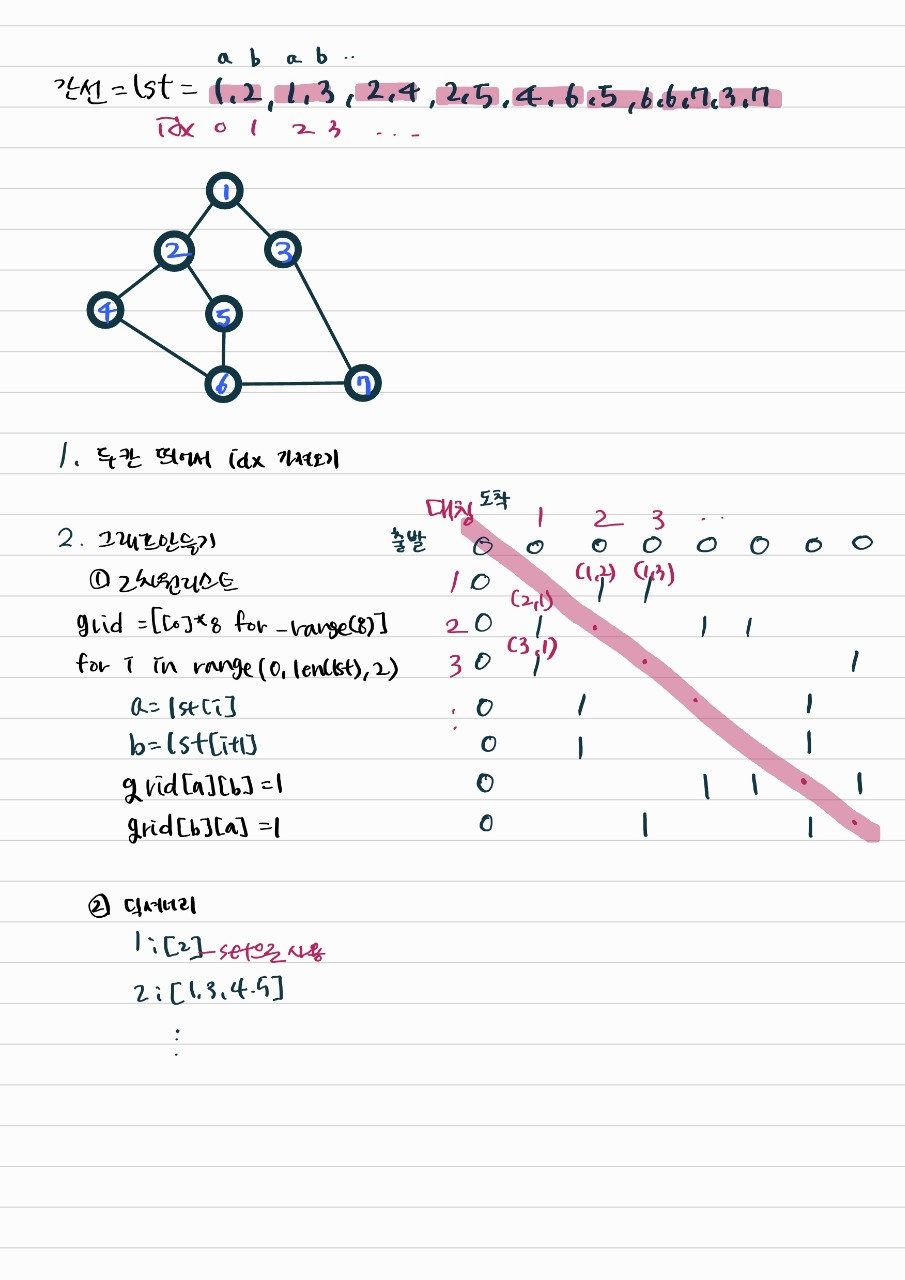 a b a b ..
간선 = lst = 1,2, 1,3, 2,4, 2,5, 4,6, 5,6, 6,7, 3,7
idx 0 1 2 3 ...
1
2 3
4 5
6 7
1. 두칸 띄어서 idx 가져오기
대칭 도착 1 2 3 ..
2. 그래프만들기 출발 0 0 0 0 0 0 0 0
① 2차원리스트 1 0 (1,2) 1 (1,3) 1
grid = [[0]*8 for _ range(8)] 2 0 (2,1) 1 1 1
for i in range(0, len(lst), 2) 3 0 (3,1) 1 1
a = lst[i] : 0 1 1
b = lst[i+1] 0 1 1
grid[a][b] = 1 0 1 1 1
grid[b][a] = 1 0 1 1
② 딕셔너리
1 : [2] - set으로 사용
2 : [1.3.4.5]
: